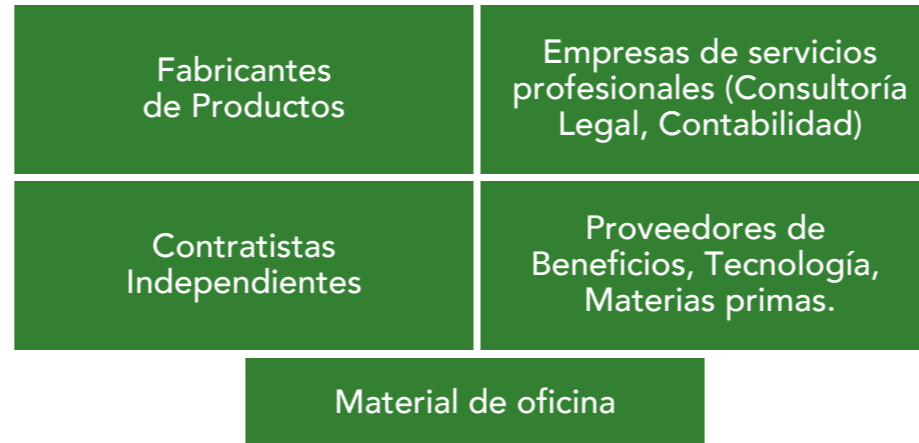 Fabricantes
de Productos
Empresas de servicios
profesionales (Consultoría
Legal, Contabilidad)
Contratistas
Independientes
Proveedores de
Beneficios, Tecnología,
Materias primas.
Material de oficina